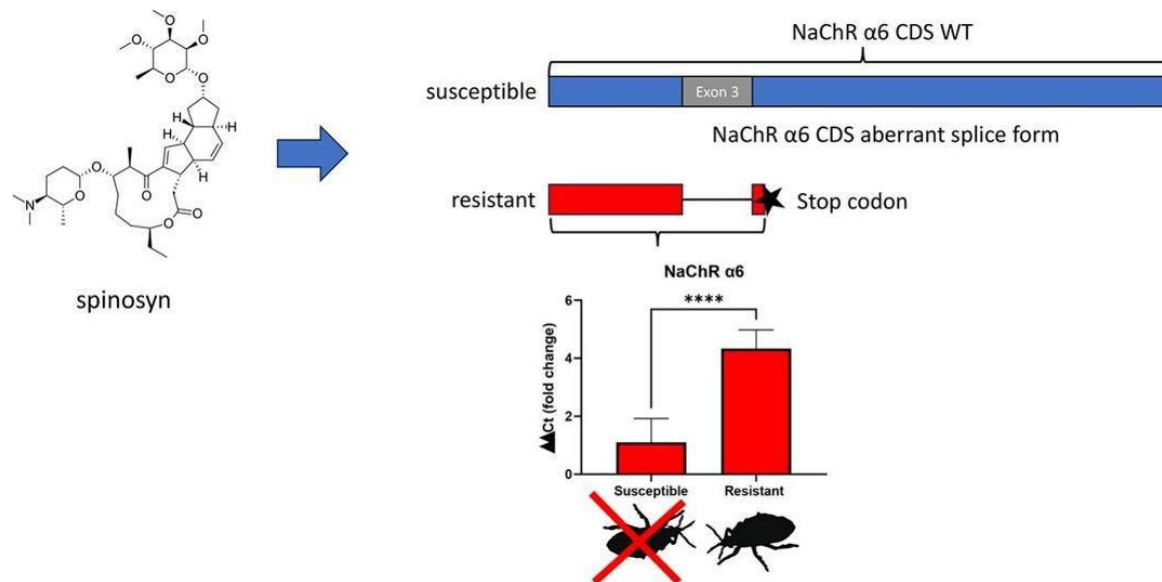 NaChR α6 CDS WT
susceptible
Exon 3
NaChR α6 CDS aberrant splice form
resistant
Stop codon
spinosyn
NaChR α6
****
▲▲Ct (fold change)
6
4
2
0
Susceptible
Resistant
O
O
O
O
O
O
H
H
H
H
O
O
N
O
O
O